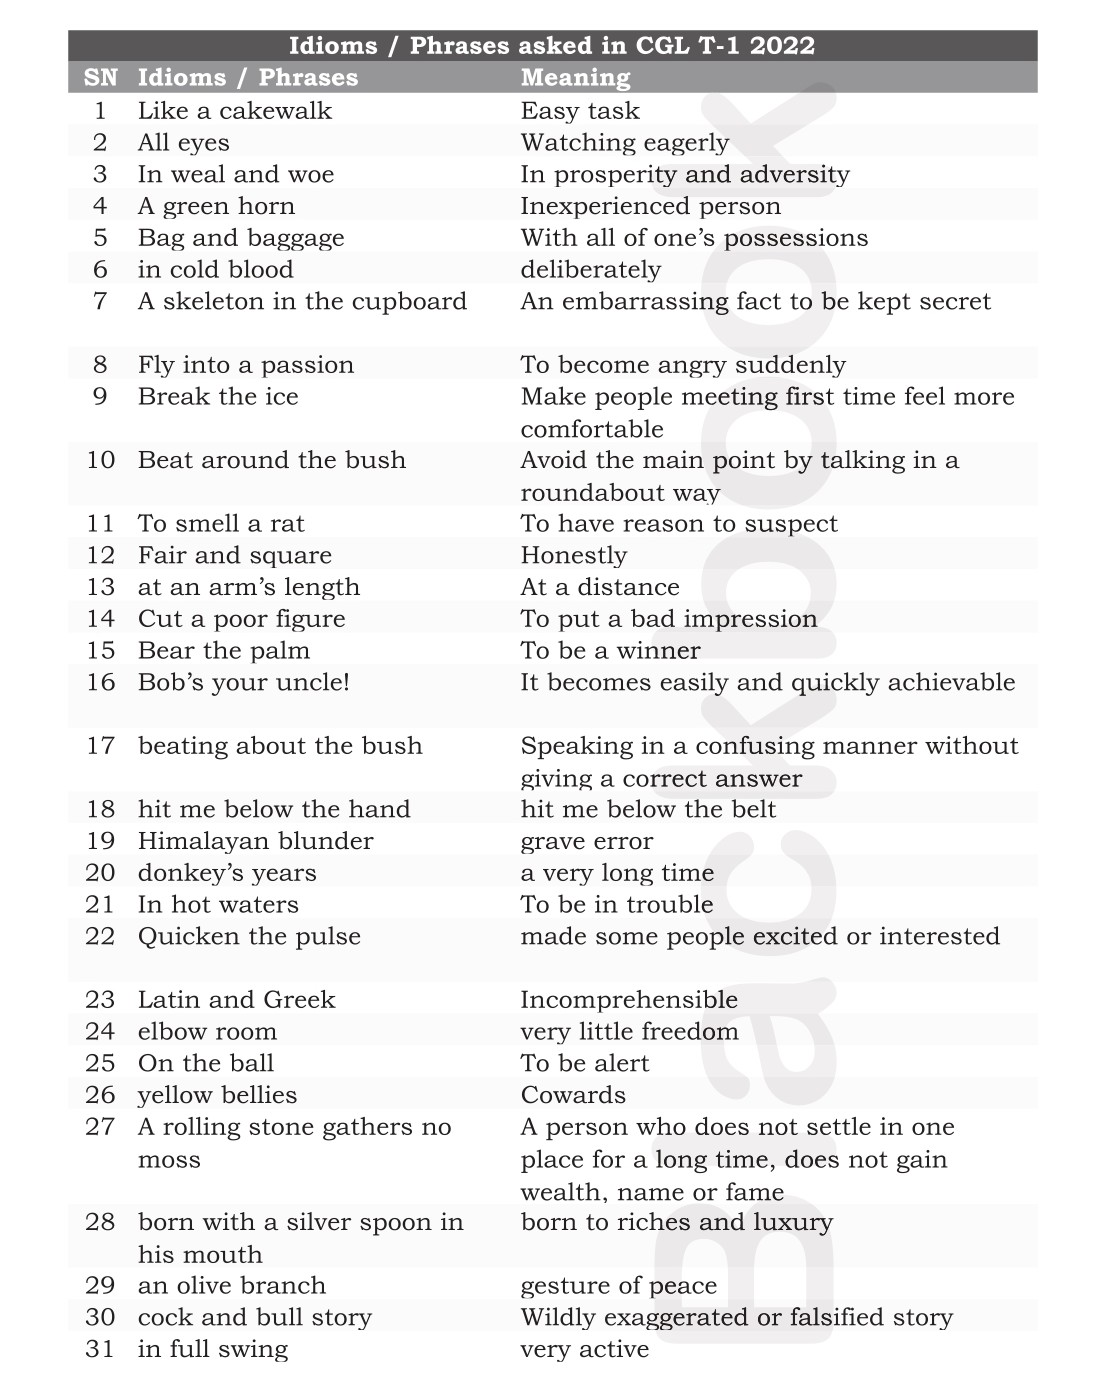 Idioms / Phrases asked in CGL T-1 2022
SN Idioms / Phrases Meaning
1 Like a cakewalk Easy task
2 All eyes Watching eagerly
3 In weal and woe In prosperity and adversity
4 A green horn Inexperienced person
5 Bag and baggage With all of one’s possessions
6 in cold blood deliberately
7 A skeleton in the cupboard An embarrassing fact to be kept secret
8 Fly into a passion To become angry suddenly
9 Break the ice Make people meeting first time feel more
comfortable
10 Beat around the bush Avoid the main point by talking in a
roundabout way
11 To smell a rat To have reason to suspect
12 Fair and square Honestly
13 at an arm’s length At a distance
14 Cut a poor figure To put a bad impression
15 Bear the palm To be a winner
16 Bob’s your uncle! It becomes easily and quickly achievable
17 beating about the bush Speaking in a confusing manner without
giving a correct answer
18 hit me below the hand hit me below the belt
19 Himalayan blunder grave error
20 donkey’s years a very long time
21 In hot waters To be in trouble
22 Quicken the pulse made some people excited or interested
23 Latin and Greek Incomprehensible
24 elbow room very little freedom
25 On the ball To be alert
26 yellow bellies Cowards
27 A rolling stone gathers no A person who does not settle in one
moss place for a long time, does not gain
wealth, name or fame
28 born with a silver spoon in born to riches and luxury
his mouth
29 an olive branch gesture of peace
30 cock and bull story Wildly exaggerated or falsified story
31 in full swing very active
Blackbook